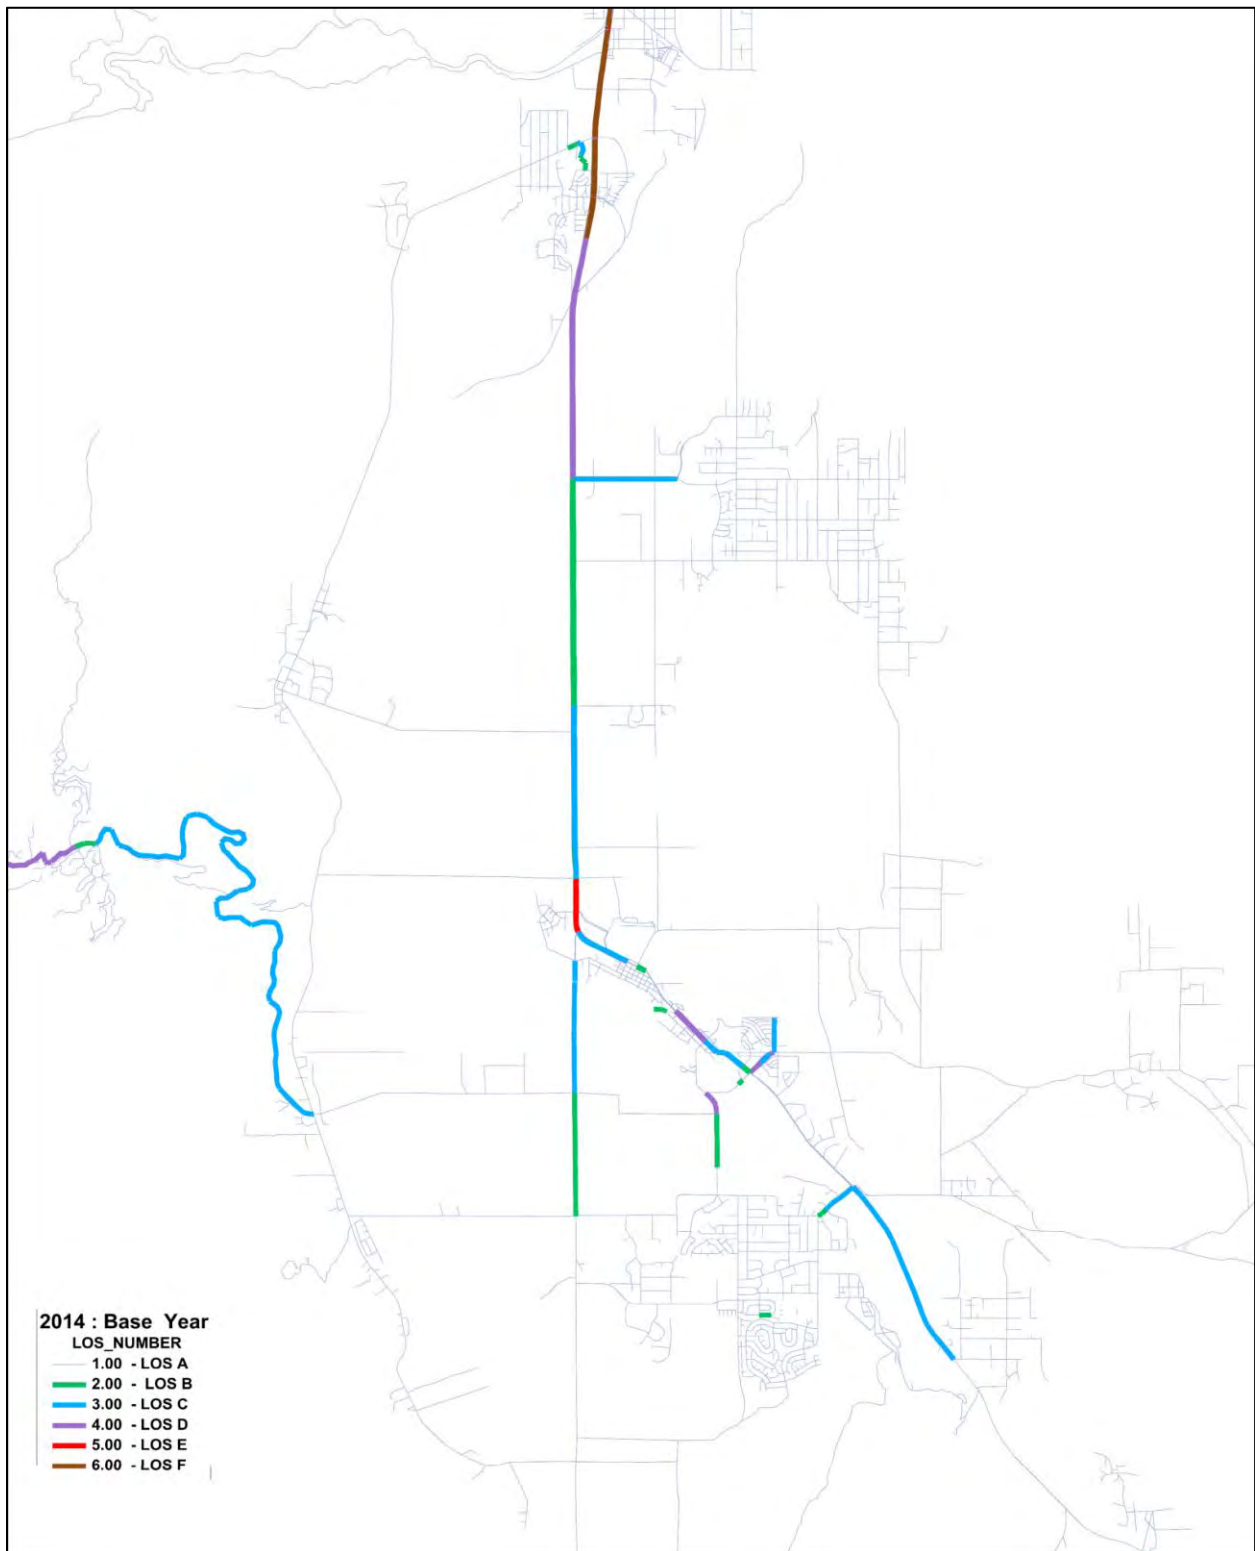 2014 : Base Year
LOS_NUMBER
1.00 - LOS A
2.00 - LOS B
3.00 - LOS C
4.00 - LOS D
5.00 - LOS E
6.00 - LOS F